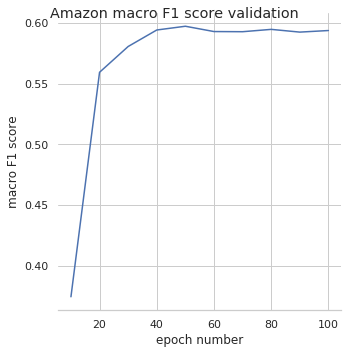 Amazon macro F1 score validation
0.60
0.55
0.50
0.45
0.40
macro F1 score
20 40 60 80 100
epoch number